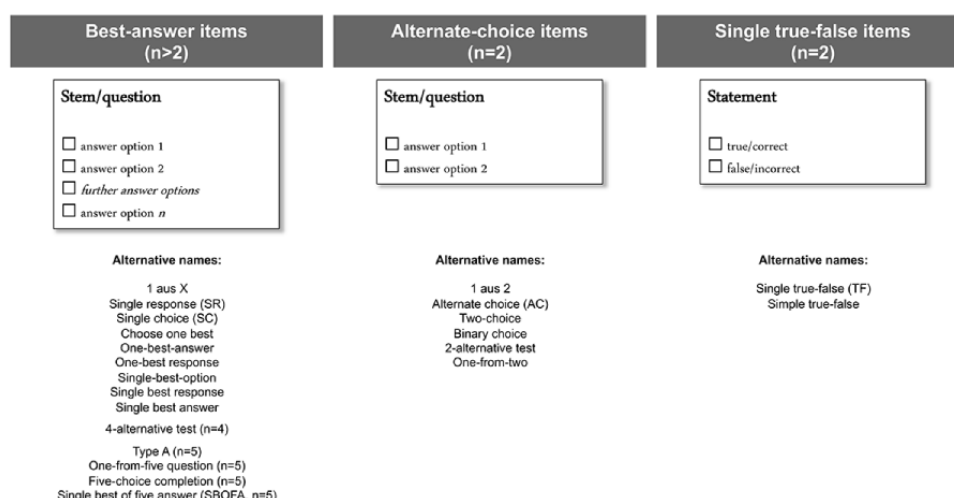 Best-answer items
(n>2)
Stem/question
answer option 1
answer option 2
further answer options
answer option n
Alternative names:
1 aus X
Single response (SR)
Single choice (SC)
Choose one best
One-best-answer
One-best response
Single-best-option
Single best response
Single best answer
4-alternative test (n=4)
Type A (n=5)
One-from-five question (n=5)
Five-choice completion (n=5)
Single best of five answer (SBOFA, n=5)
Alternate-choice items
(n=2)
Stem/question
answer option 1
answer option 2
Alternative names:
1 aus 2
Alternate choice (AC)
Two-choice
Binary choice
2-alternative test
One-from-two
Single true-false items
(n=2)
Statement
true/correct
false/incorrect
Alternative names:
Single true-false (TF)
Simple true-false